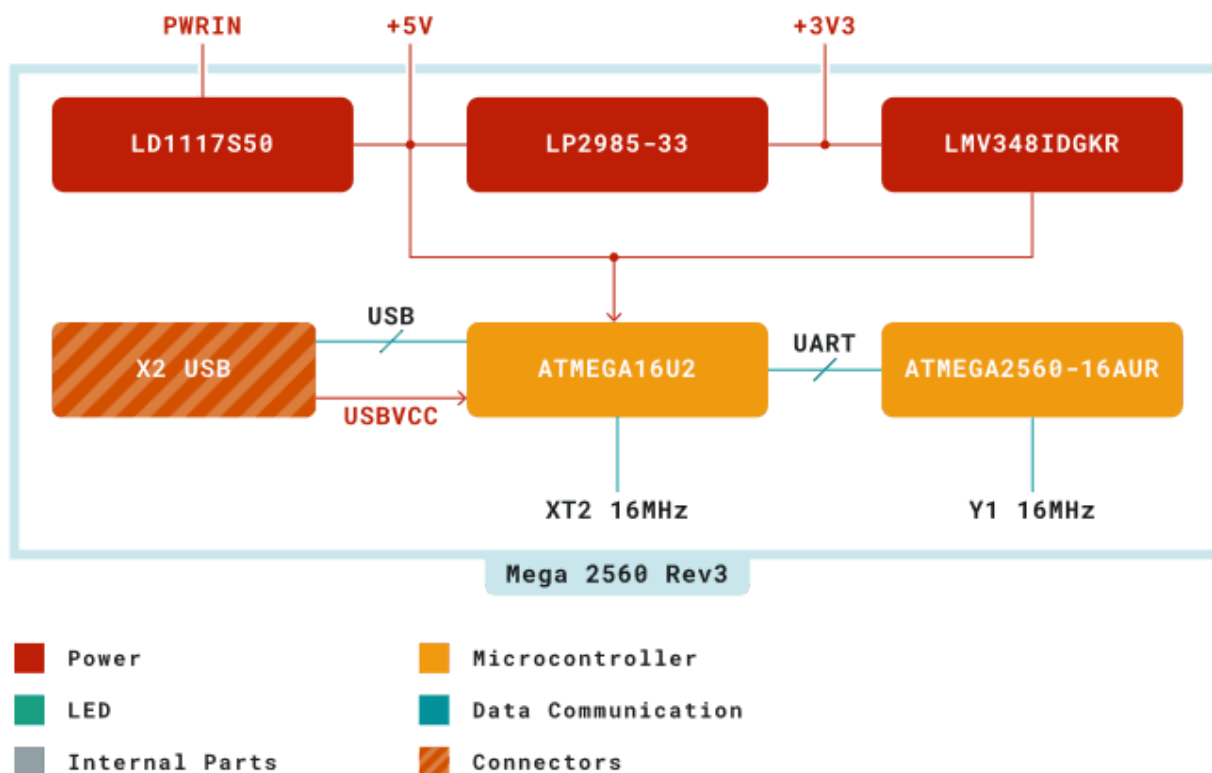 PWRIN
+5V
+3V3
LD1117S50
LP2985-33
LMV348IDGKR
USB
UART
X2 USB
ATMEGA16U2
ATMEGA2560-16AUR
USBVCC
XT2 16MHz
Y1 16MHz
Mega 2560 Rev3
Power
Microcontroller
LED
Data Communication
Internal Parts
Connectors